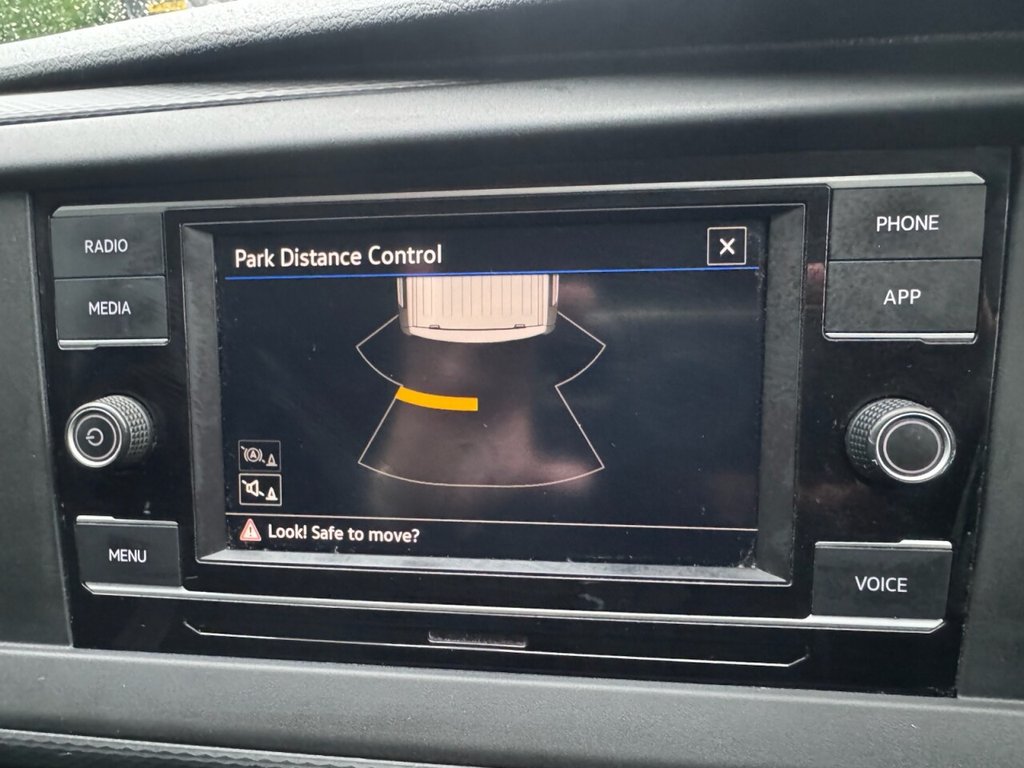 RADIO
PHONE
Park Distance Control
MEDIA
APP
MENU
Look! Safe to move?
VOICE